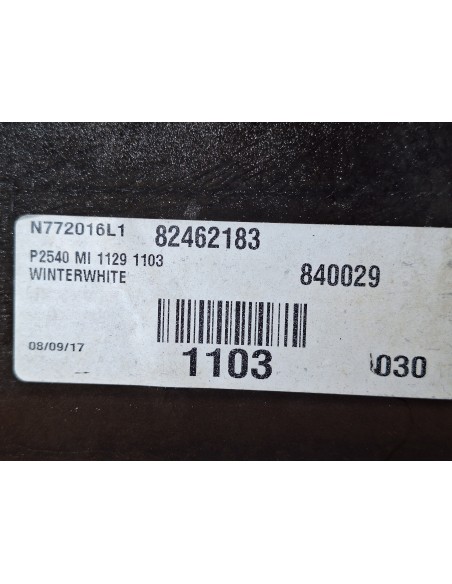 N772016L1 82462183
P2540 MI 1129 1103
WINTERWHITE 840029
08/09/17
1103 030